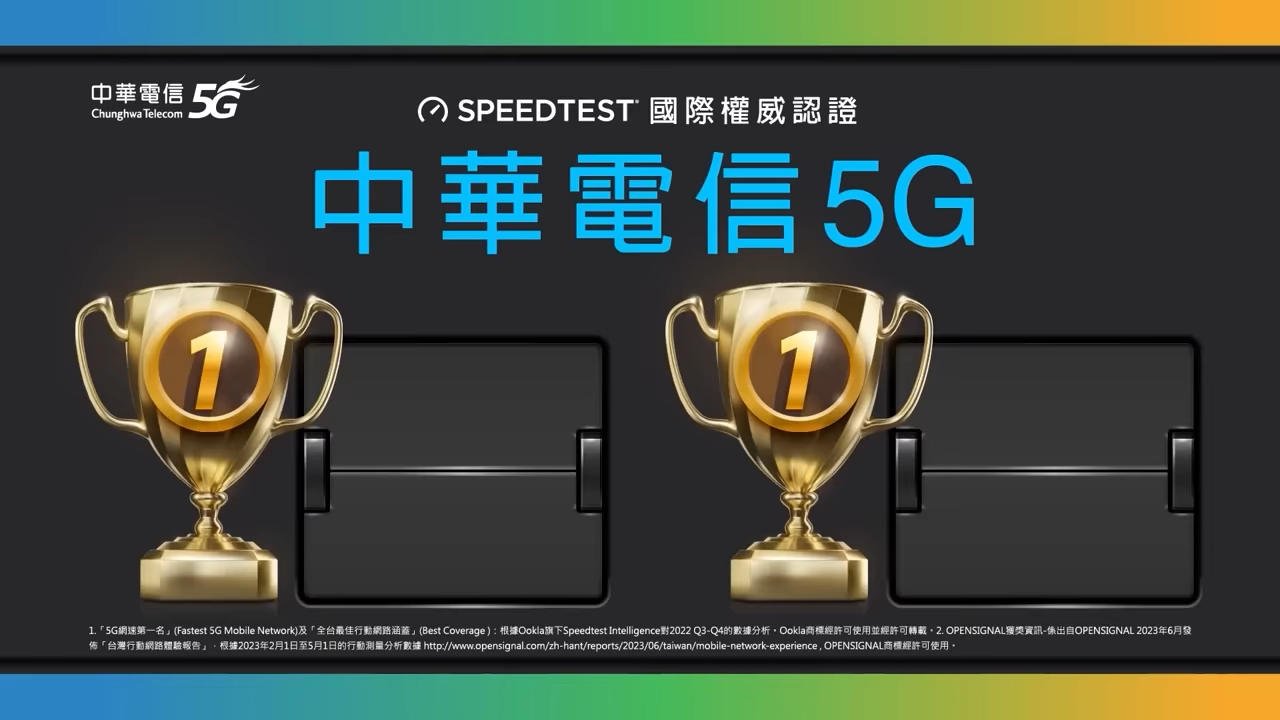 中華電信 5G
Chunghwa Telecom
SPEEDTEST® 國際權威認證
中華電信5G
1
1
1.「5G網速第一名」(Fastest 5G Mobile Network)及「全台最佳行動網路涵蓋」(Best Coverage)：根據Ookla旗下Speedtest Intelligence對2022 Q3-Q4的數據分析。Ookla商標經許可使用並經許可轉載。2. OPENSIGNAL獲獎資訊-係出自OPENSIGNAL 2023年6月發
佈「台灣行動網路體驗報告」，根據2023年2月1日至5月1日的行動測量分析數據 http://www.opensignal.com/zh-hant/reports/2023/06/taiwan/mobile-network-experience , OPENSIGNAL商標經許可使用。